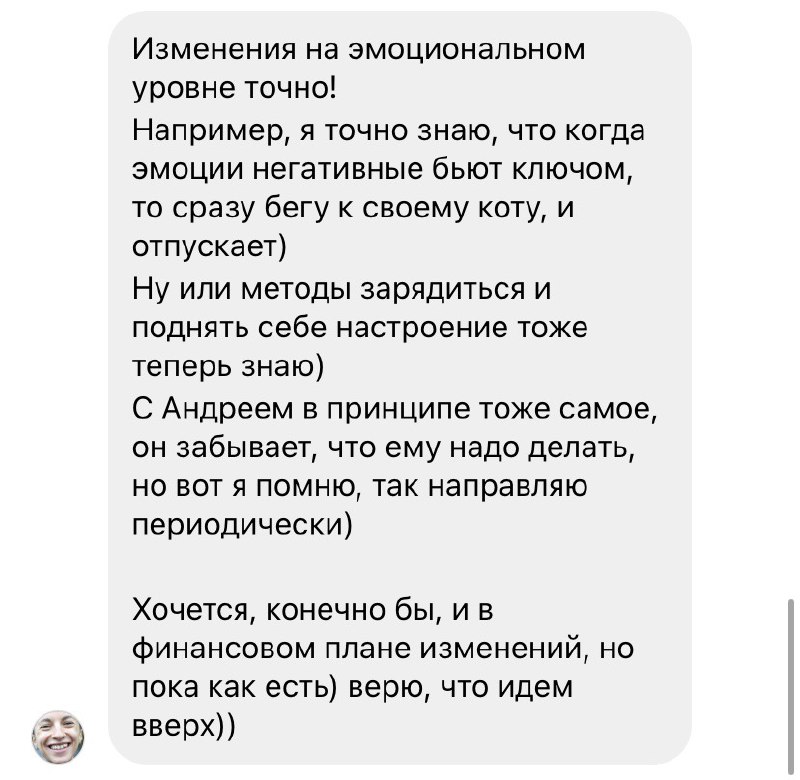 Изменения на эмоциональном
уровне точно!
Например, я точно знаю, что когда
эмоции негативные бьют ключом,
то сразу бегу к своему коту, и
отпускает)
Ну или методы зарядиться и
поднять себе настроение тоже
теперь знаю)
С Андреем в принципе тоже самое,
он забывает, что ему надо делать,
но вот я помню, так направляю
периодически)
Хочется, конечно бы, и в
финансовом плане изменений, но
пока как есть) верю, что идем
вверх))